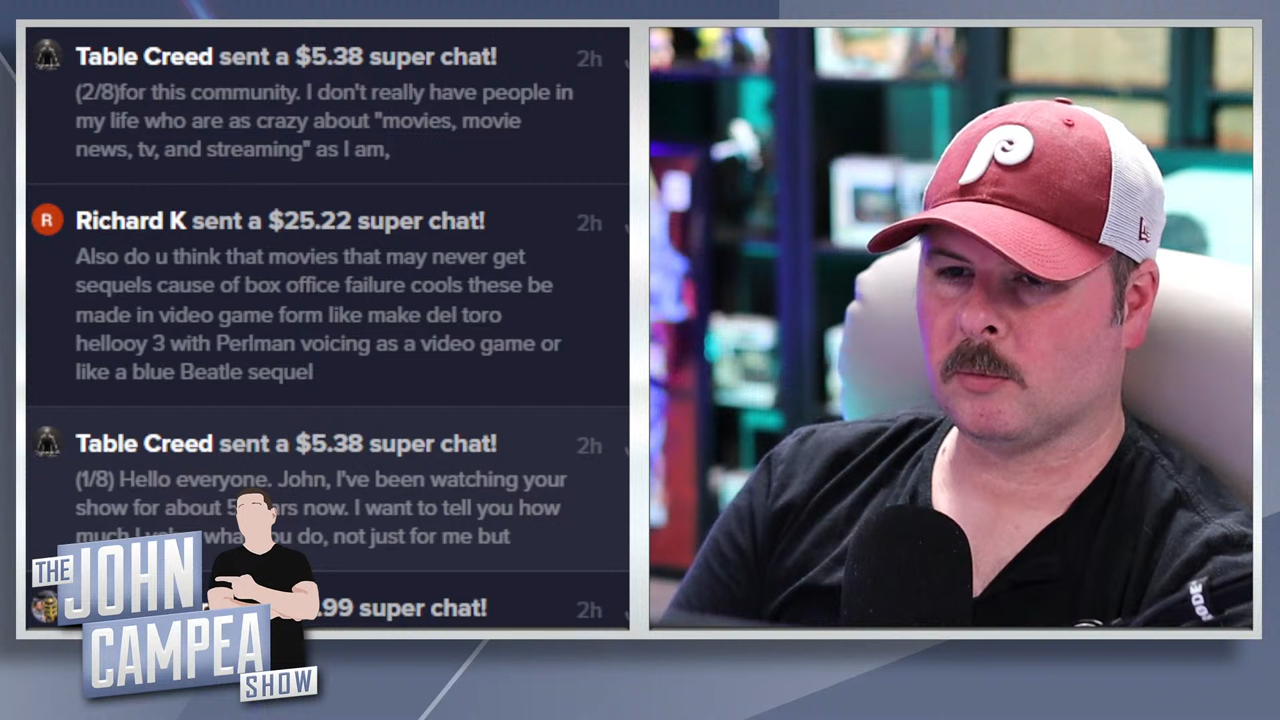 Table Creed sent a $5.38 super chat!
2h
(2/8)for this community. I don't really have people in
my life who are as crazy about "movies, movie
news, tv, and streaming" as I am,
R
Richard K sent a $25.22 super chat!
2h
Also do u think that movies that may never get
sequels cause of box office failure cools these be
made in video game form like make del toro
hellooy 3 with Perlman voicing as a video game or
like a blue Beatle sequel
Table Creed sent a $5.38 super chat!
2h
(1/8) Hello everyone. John, I've been watching your
show for about now. I want to tell you how
much I do, not just for me but
.99 super chat!
2h
THE
JOHN
CAMPEA
SHOW
P